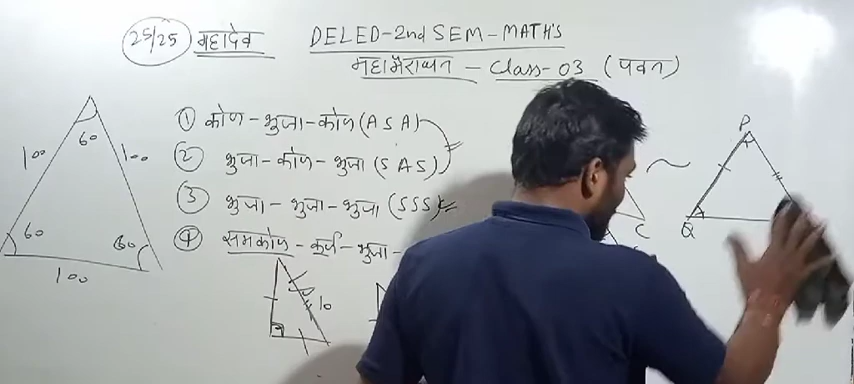 25/25 महादेव DELED-2nd SEM-MATH'S
महामैराथन - Class-03 (पवन)
① कोण - भुजा - कोण (ASA)
② भुजा - कोण - भुजा (SAS)
③ भुजा - भुजा - भुजा (SSS)
④ समकोण - कर्ण - भुजा -
60
100
100
60
60
100
10
P
Q
C